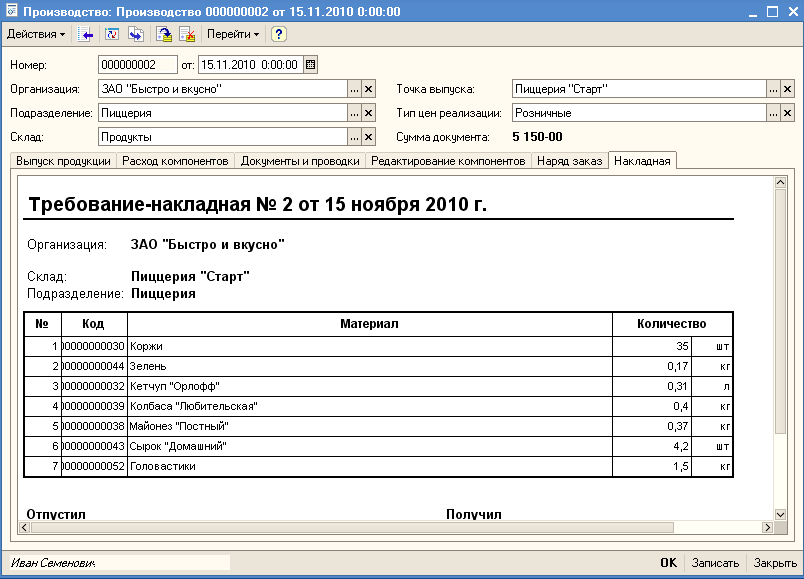 Производство: Производство 000000002 от 15.11.2010 0:00:00
Действия Перейти ?
Номер: 000000002 от: 15.11.2010 0:00:00
Организация: ЗАО "Быстро и вкусно" ... x Точка выпуска: Пиццерия "Старт" ... x
Подразделение: Пиццерия ... x Тип цен реализации: Розничные ... x
Склад: Продукты ... x Сумма документа: 5 150-00
Выпуск продукции Расход компонентов Документы и проводки Редактирование компонентов Наряд заказ Накладная
Требование-накладная № 2 от 15 ноября 2010 г.
Организация: ЗАО "Быстро и вкусно"
Склад: Пиццерия "Старт"
Подразделение: Пиццерия
№ Код Материал Количество
1 00000000030 Коржи 35 шт
2 00000000044 Зелень 0,17 кг
3 00000000032 Кетчуп "Орлофф" 0,31 л
4 00000000039 Колбаса "Любительская" 0,4 кг
5 00000000038 Майонез "Постный" 0,37 кг
6 00000000043 Сырок "Домашний" 4,2 шт
7 00000000052 Головастики 1,5 кг
Отпустил Получил
Иван Семенович
OK Записать Закрыть